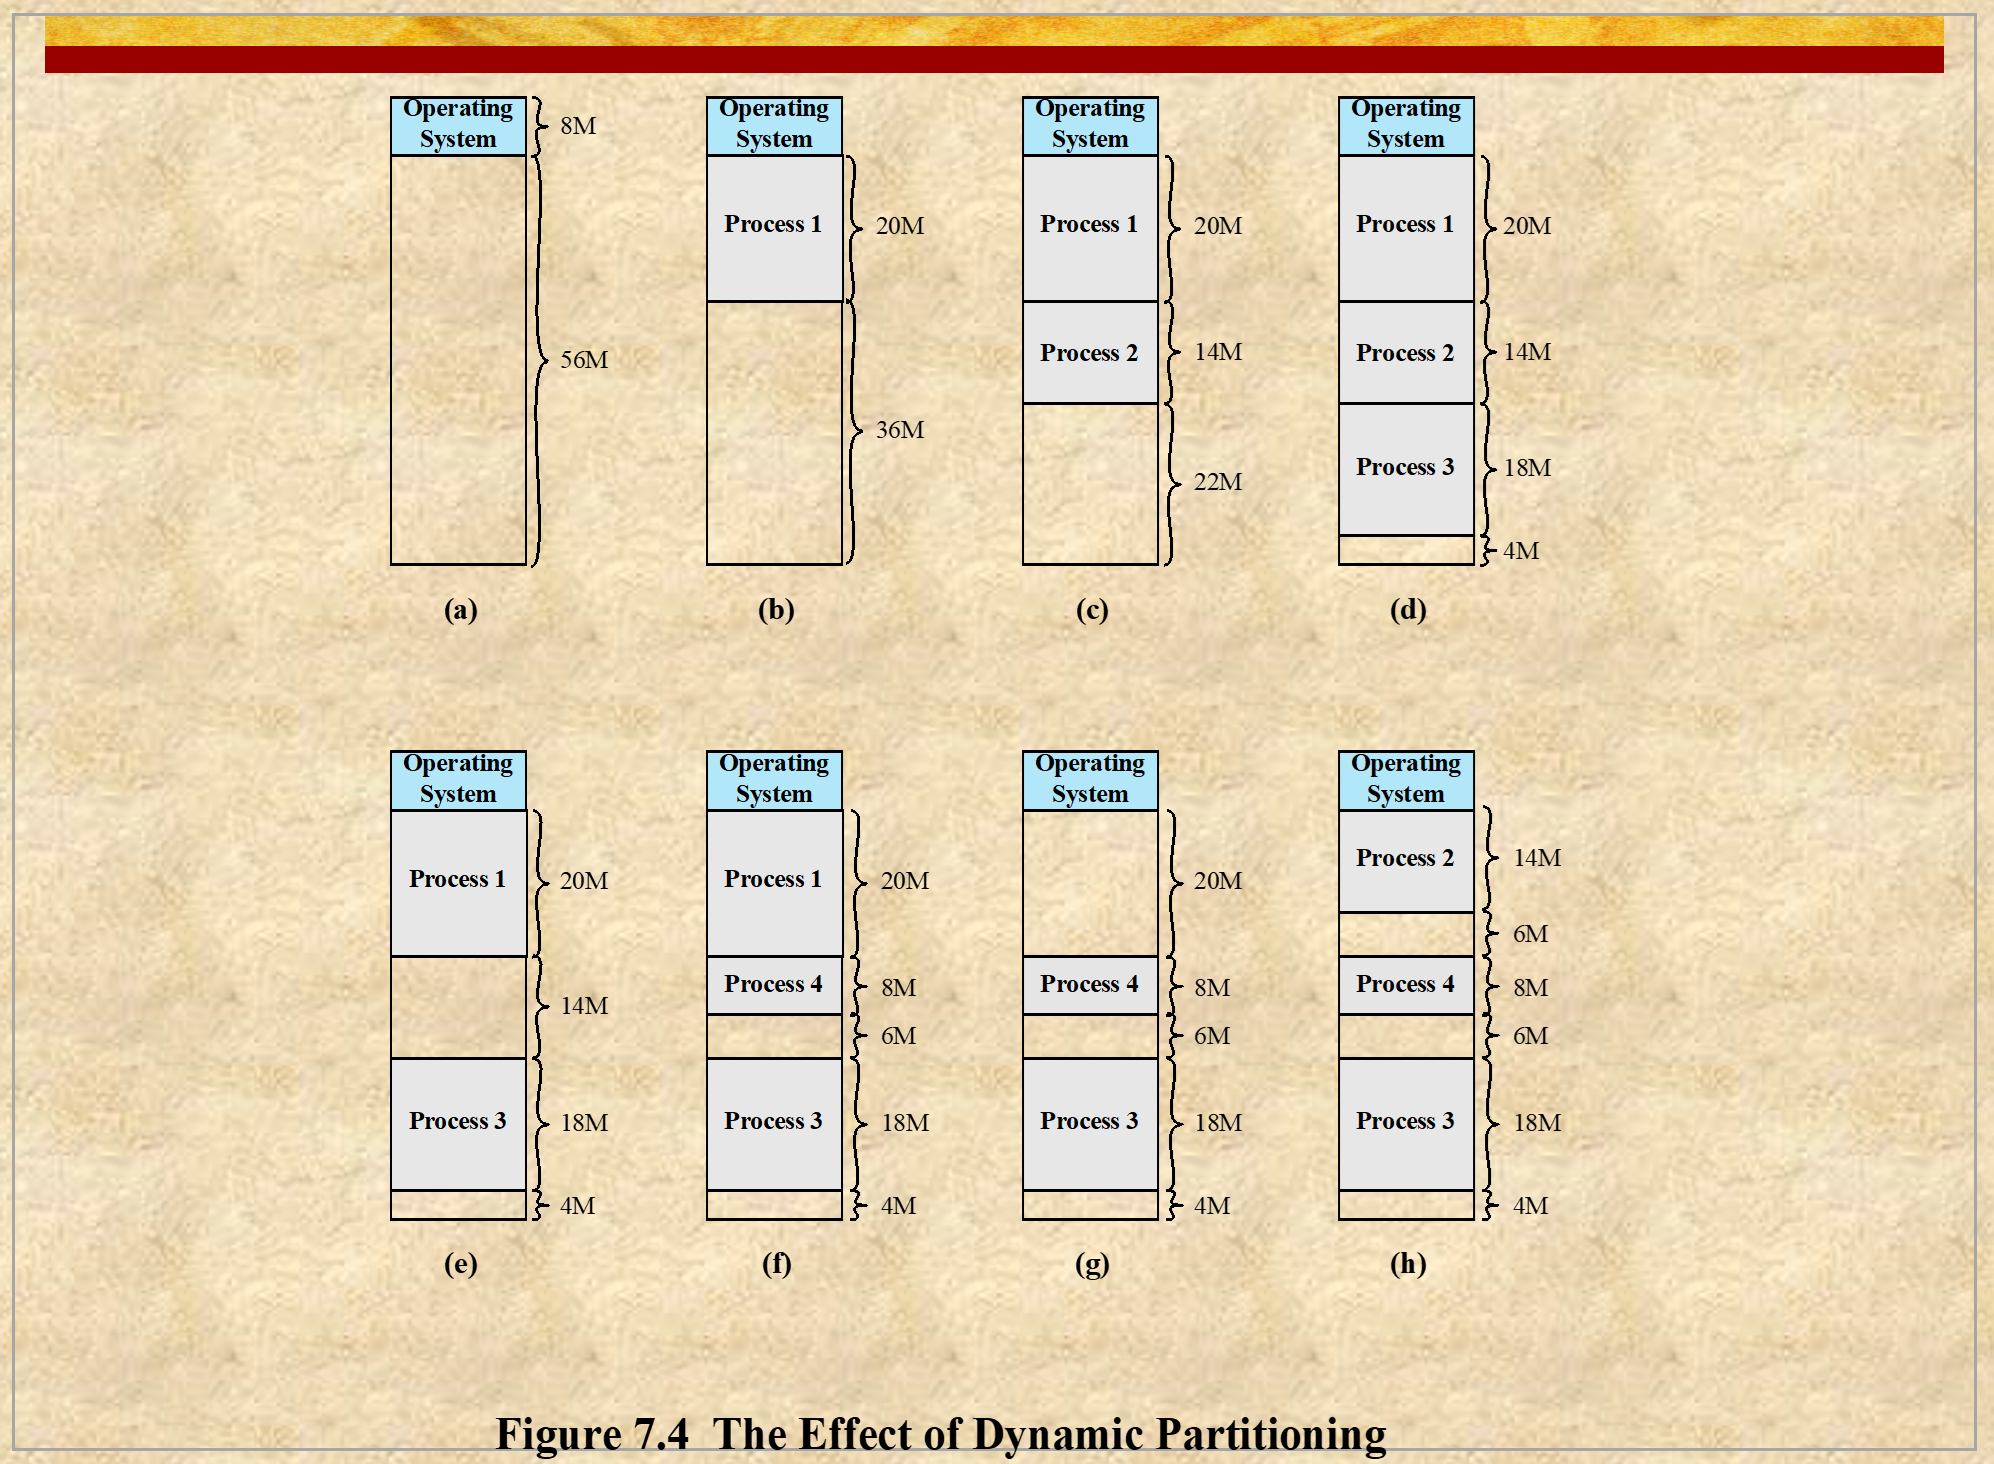 Operating
System
8M
56M
(a)
Operating
System
Process 1
20M
36M
(b)
Operating
System
Process 1
20M
Process 2
14M
22M
(c)
Operating
System
Process 1
20M
Process 2
14M
Process 3
18M
4M
(d)
Operating
System
Process 1
20M
14M
Process 3
18M
4M
(e)
Operating
System
Process 1
20M
Process 4
8M
6M
Process 3
18M
4M
(f)
Operating
System
20M
Process 4
8M
6M
Process 3
18M
4M
(g)
Operating
System
Process 2
14M
6M
Process 4
8M
6M
Process 3
18M
4M
(h)
Figure 7.4 The Effect of Dynamic Partitioning